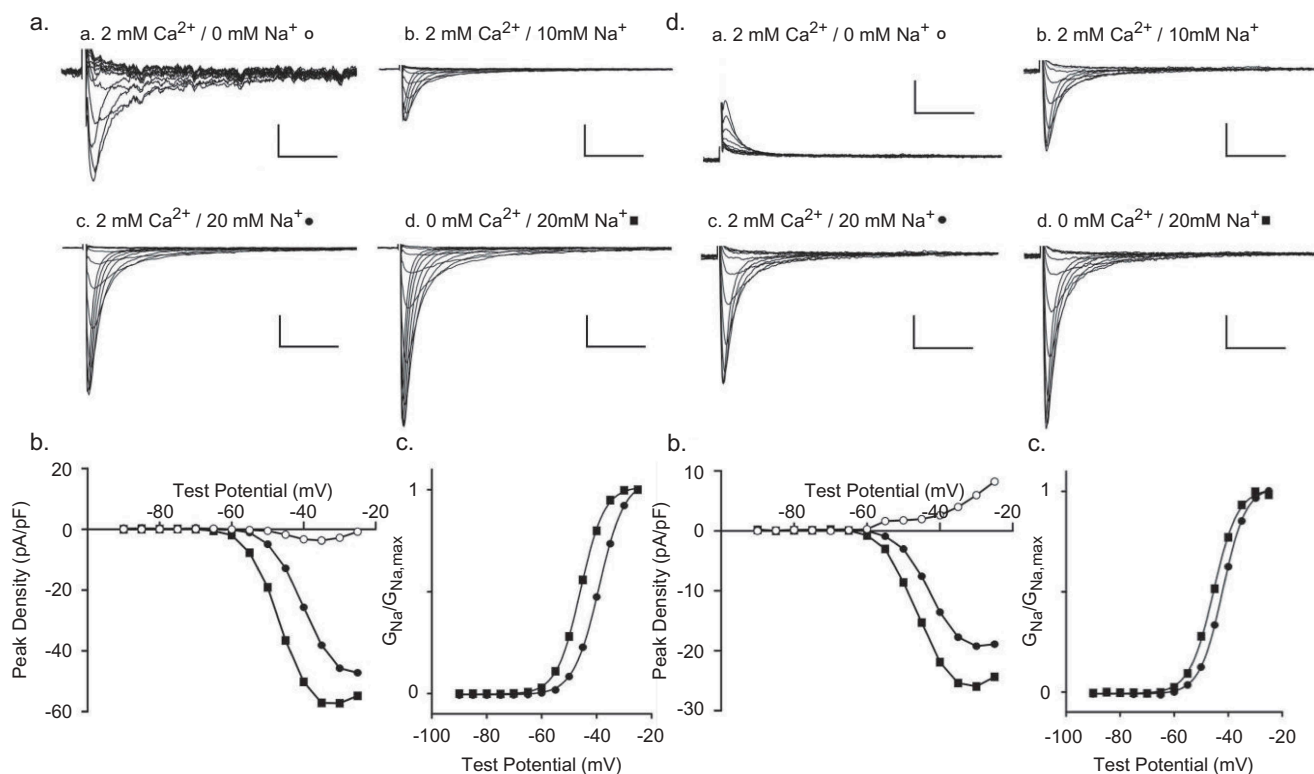 a.
a. 2 mM Ca2+ / 0 mM Na+
b. 2 mM Ca2+ / 10mM Na+
c. 2 mM Ca2+ / 20 mM Na+
d. 0 mM Ca2+ / 20mM Na+
d.
a. 2 mM Ca2+ / 0 mM Na+
b. 2 mM Ca2+ / 10mM Na+
c. 2 mM Ca2+ / 20 mM Na+
d. 0 mM Ca2+ / 20mM Na+
b.
Peak Density (pA/pF)
20
0
-20
-40
-60
Test Potential (mV)
-80 -60 -40 -20
c.
GNa/GNa,max
1
0
-100 -80 -60 -40 -20
Test Potential (mV)
b.
Peak Density (pA/pF)
10
0
-10
-20
-30
Test Potential (mV)
-80 -60 -40 -20
c.
GNa/GNa,max
1
0
-100 -80 -60 -40 -20
Test Potential (mV)